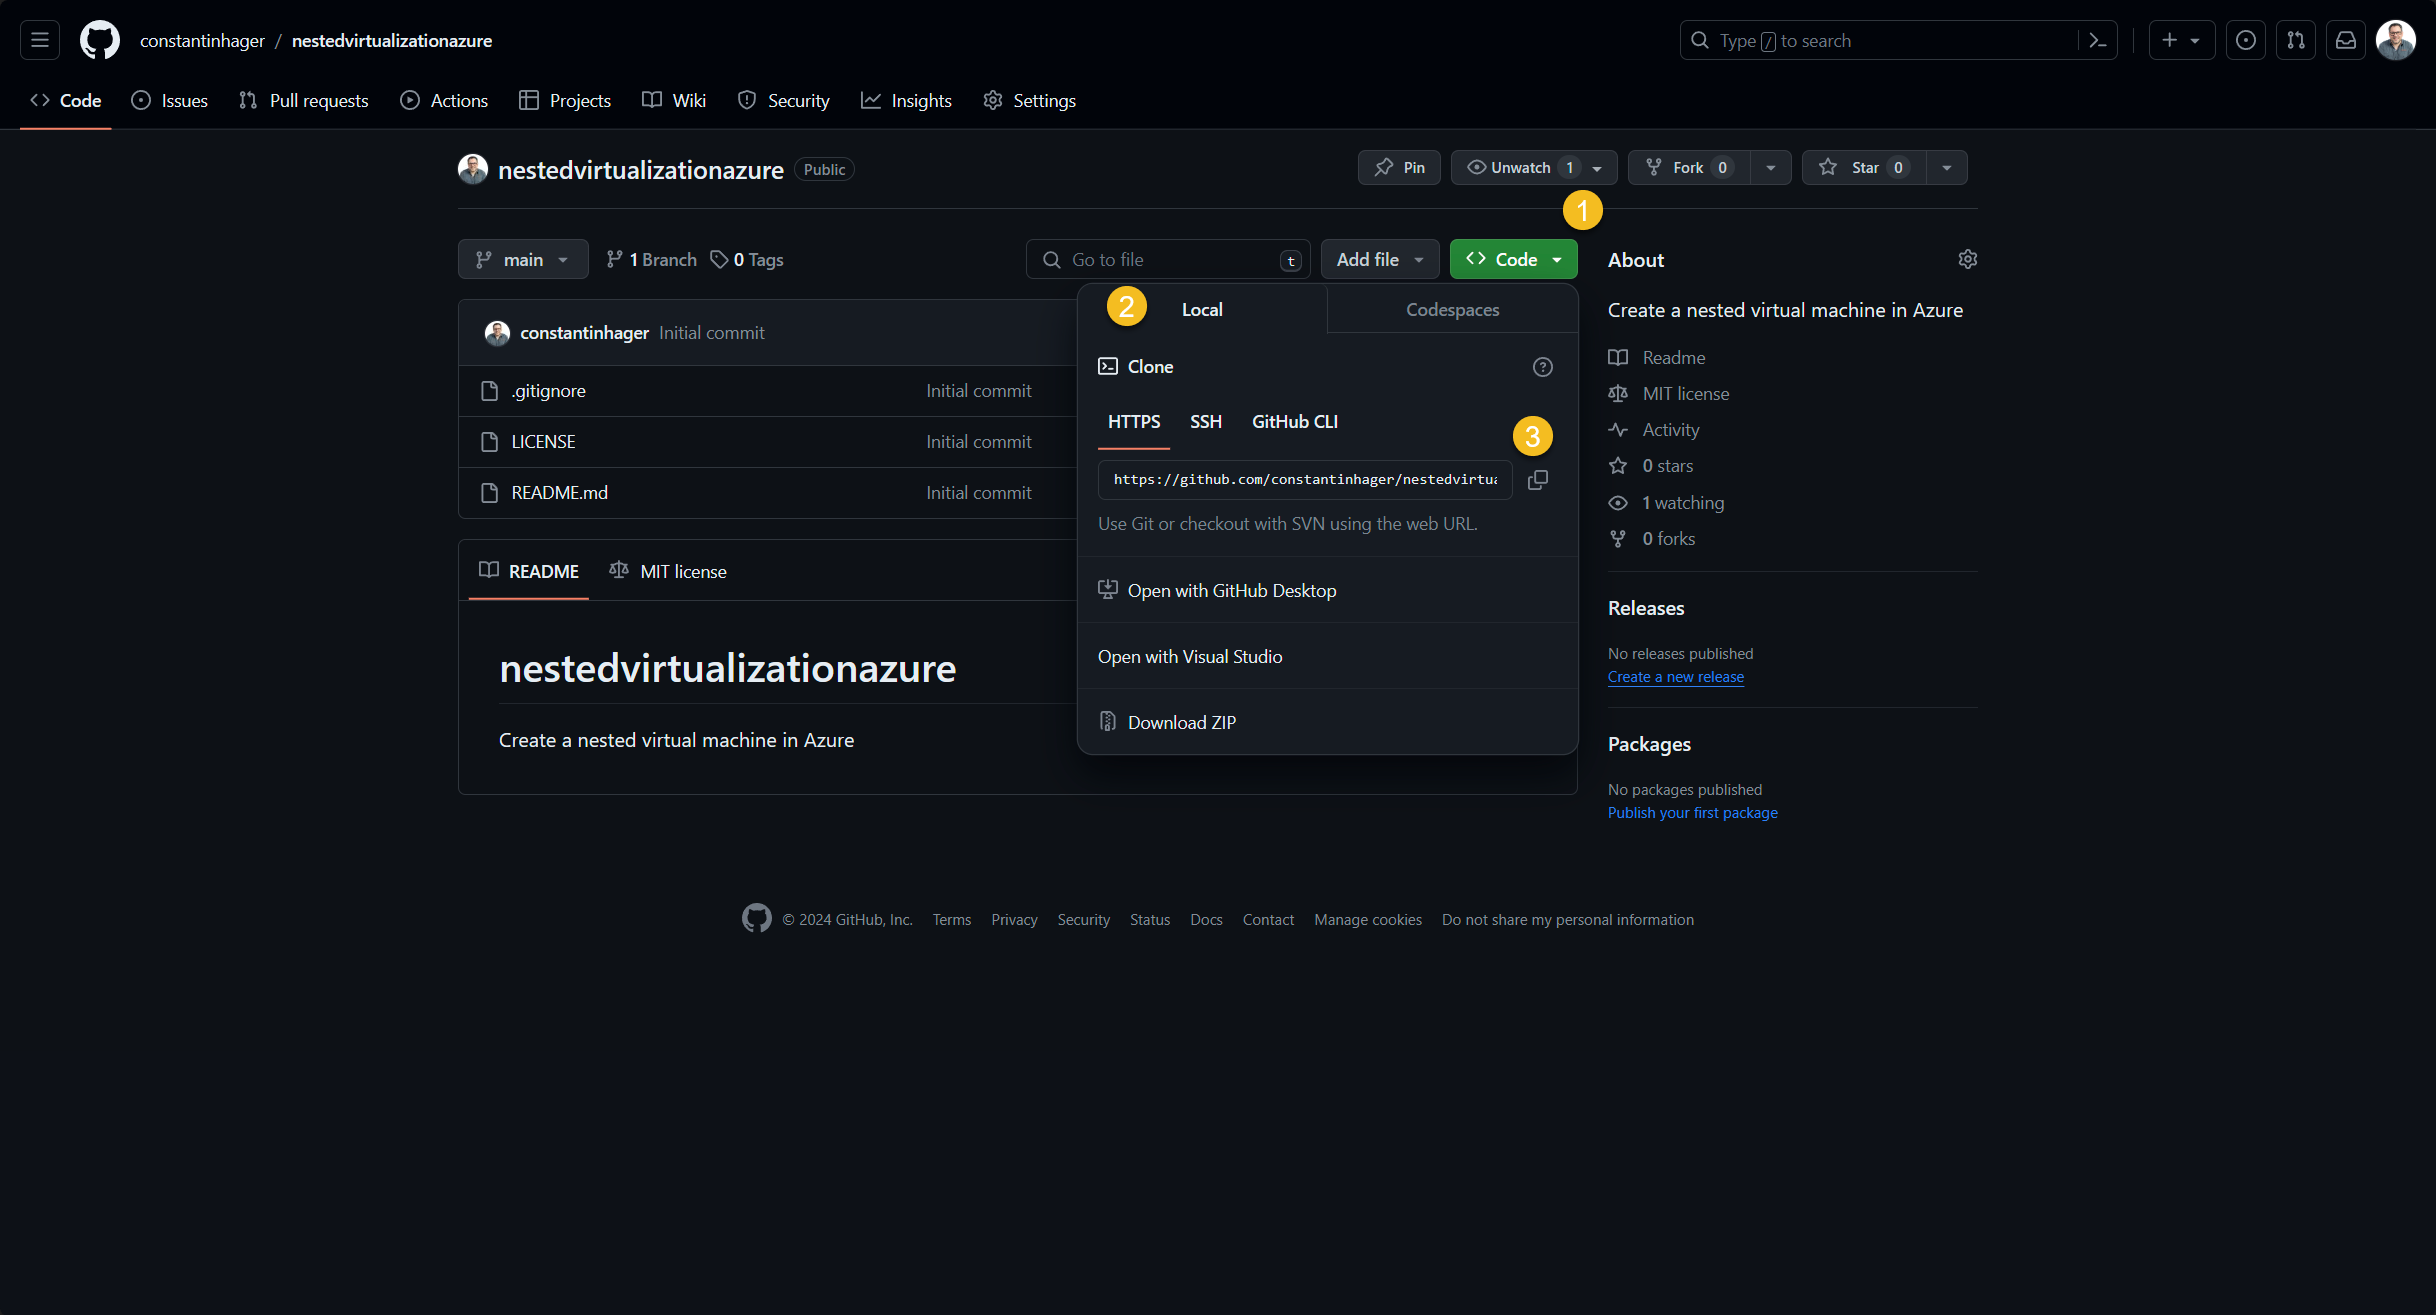 constantinhager / nestedvirtualizationazure
Type / to search
Code Issues Pull requests Actions Projects Wiki Security Insights Settings
nestedvirtualizationazure Public
Pin
Unwatch 1
Fork 0
Star 0
1
main
1 Branch
0 Tags
Go to file t
Add file
Code
2 Local Codespaces
constantinhager Initial commit
.gitignore Initial commit
LICENSE Initial commit
README.md Initial commit
Clone
HTTPS SSH GitHub CLI
3
https://github.com/constantinhager/nestedvirtua
Use Git or checkout with SVN using the web URL.
Open with GitHub Desktop
Open with Visual Studio
Download ZIP
README MIT license
nestedvirtualizationazure
Create a nested virtual machine in Azure
About
Create a nested virtual machine in Azure
Readme
MIT license
Activity
0 stars
1 watching
0 forks
Releases
No releases published
Create a new release
Packages
No packages published
Publish your first package
© 2024 GitHub, Inc. Terms Privacy Security Status Docs Contact Manage cookies Do not share my personal information